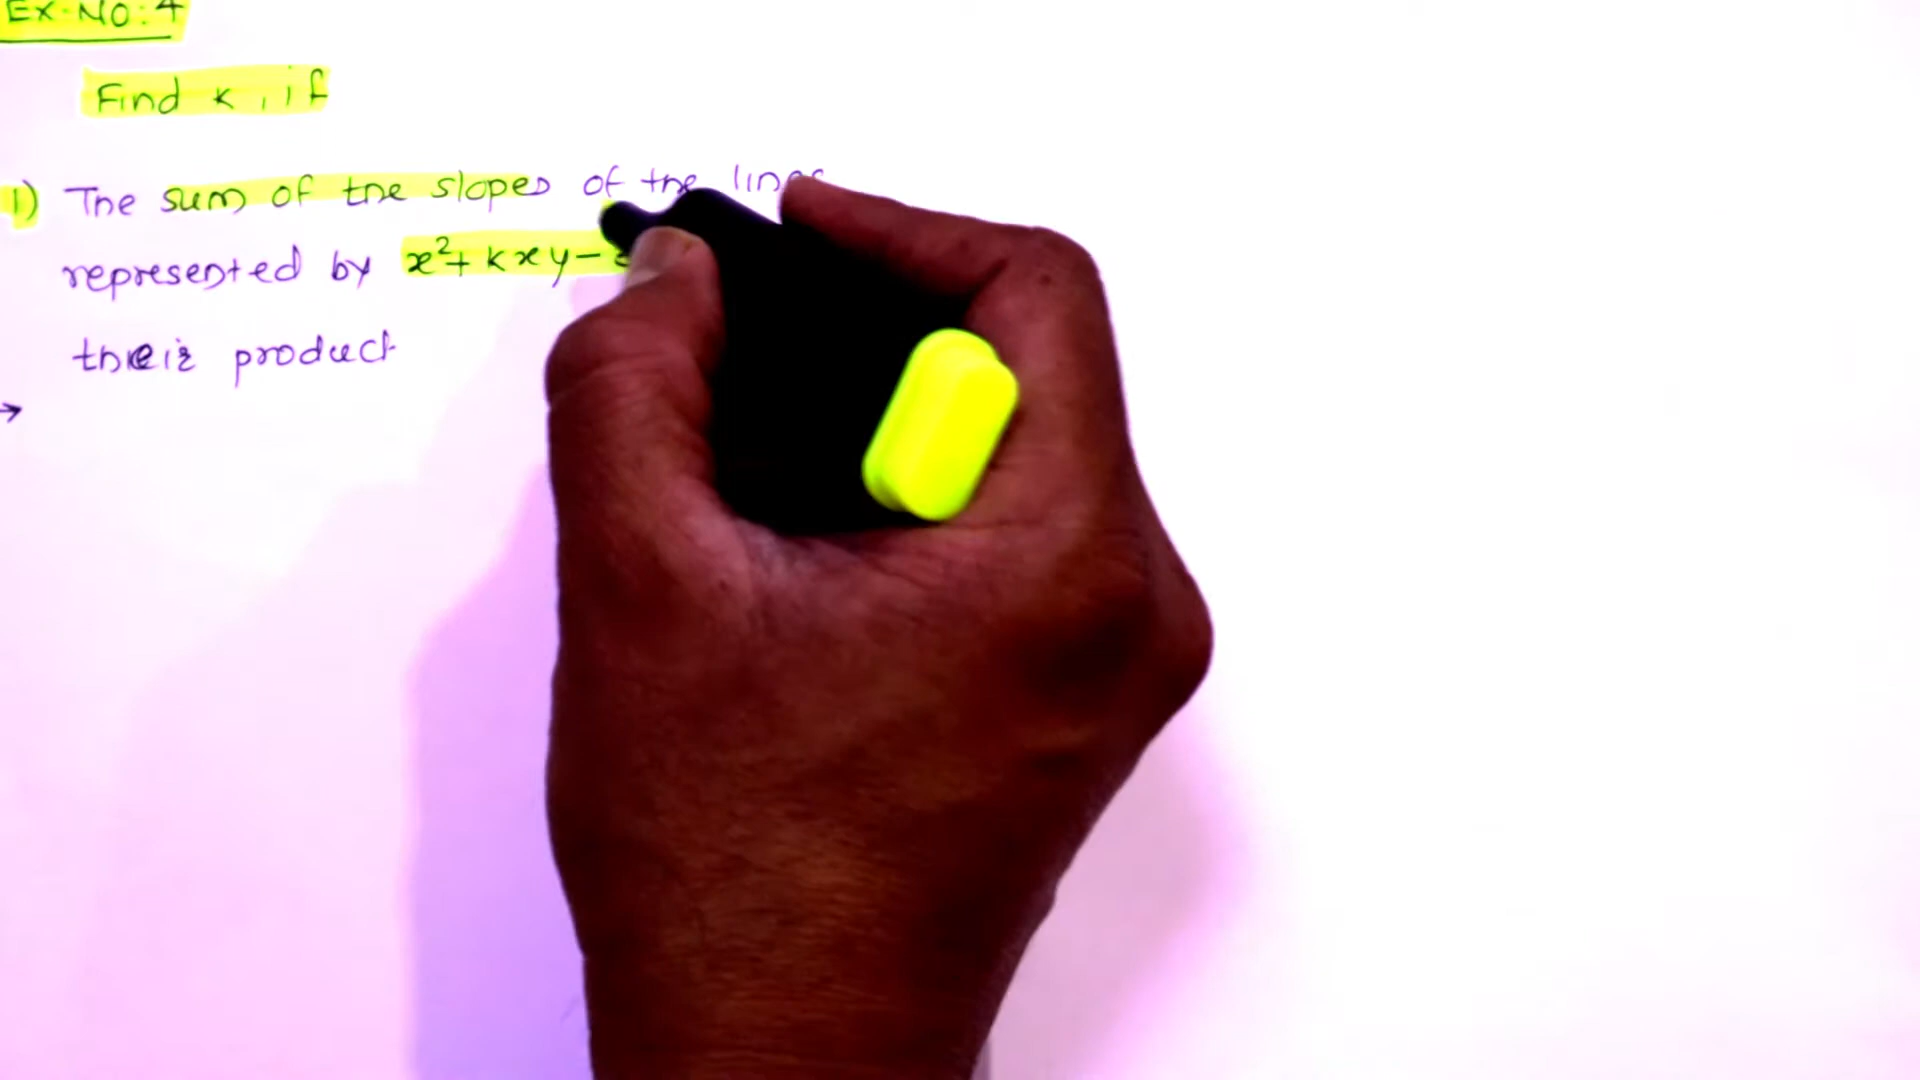 Ex-No:4
Find k, if
1) The sum of the slopes of the lines
represented by x²+kxy-
their product
→